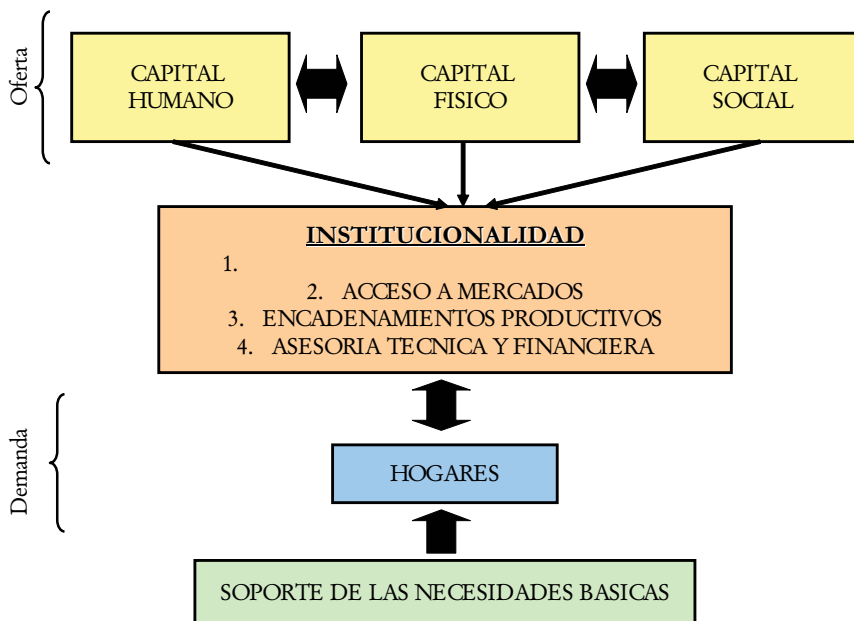 Oferta
CAPITAL
HUMANO
CAPITAL
FISICO
CAPITAL
SOCIAL
INSTITUCIONALIDAD
1.
2. ACCESO A MERCADOS
3. ENCADENAMIENTOS PRODUCTIVOS
4. ASESORIA TECNICA Y FINANCIERA
Demanda
HOGARES
SOPORTE DE LAS NECESIDADES BASICAS